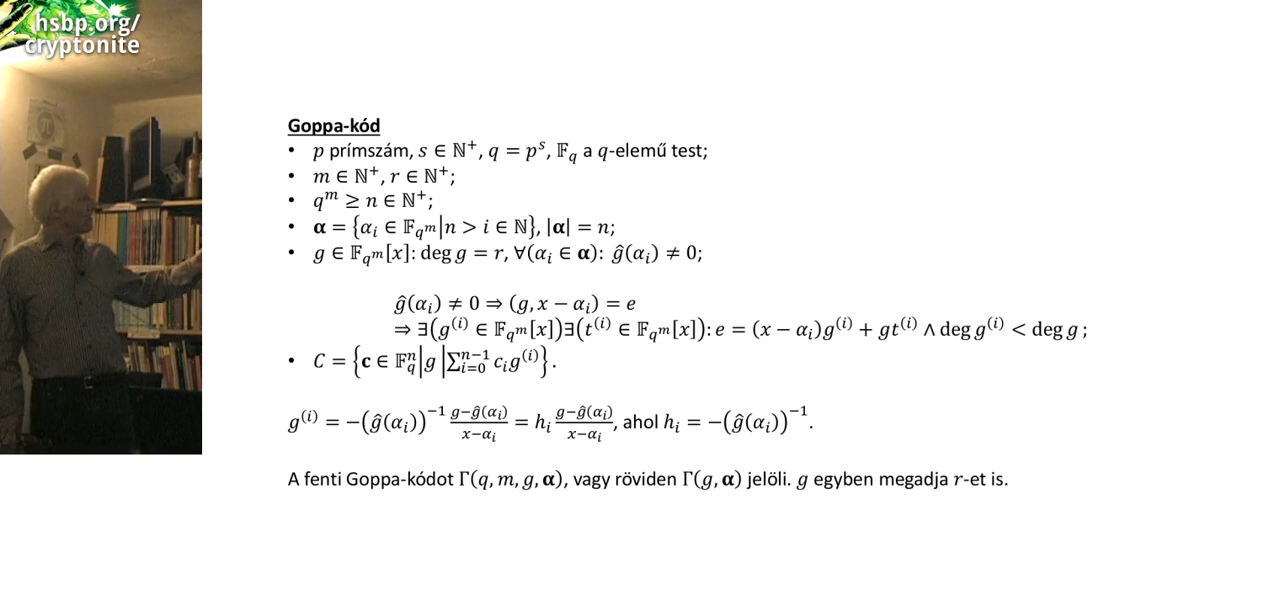 hsbp.org/
cryptonite
Goppa-kód
• p prímszám, s ∈ ℕ⁺, q = pˢ, 𝔽_q a q-elemű test;
• m ∈ ℕ⁺, r ∈ ℕ⁺;
• q^m ≥ n ∈ ℕ⁺;
• α = {α_i ∈ 𝔽_{q^m}|n > i ∈ ℕ}, |α| = n;
• g ∈ 𝔽_{q^m}[x]: deg g = r, ∀(α_i ∈ α): ĝ(α_i) ≠ 0;
ĝ(α_i) ≠ 0 ⇒ (g, x − α_i) = e
⇒ ∃(g^{(i)} ∈ 𝔽_{q^m}[x])∃(t^{(i)} ∈ 𝔽_{q^m}[x]): e = (x − α_i)g^{(i)} + gt^{(i)} ∧ deg g^{(i)} < deg g ;
• C = {c ∈ 𝔽_q^n|g |∑_{i=0}^{n−1} c_i g^{(i)}}.
g^{(i)} = −(ĝ(α_i))^{−1} \frac{g−ĝ(α_i)}{x−α_i} = h_i \frac{g−ĝ(α_i)}{x−α_i}, ahol h_i = −(ĝ(α_i))^{−1}.
A fenti Goppa-kódot Γ(q, m, g, α), vagy röviden Γ(g, α) jelöli. g egyben megadja r-et is.